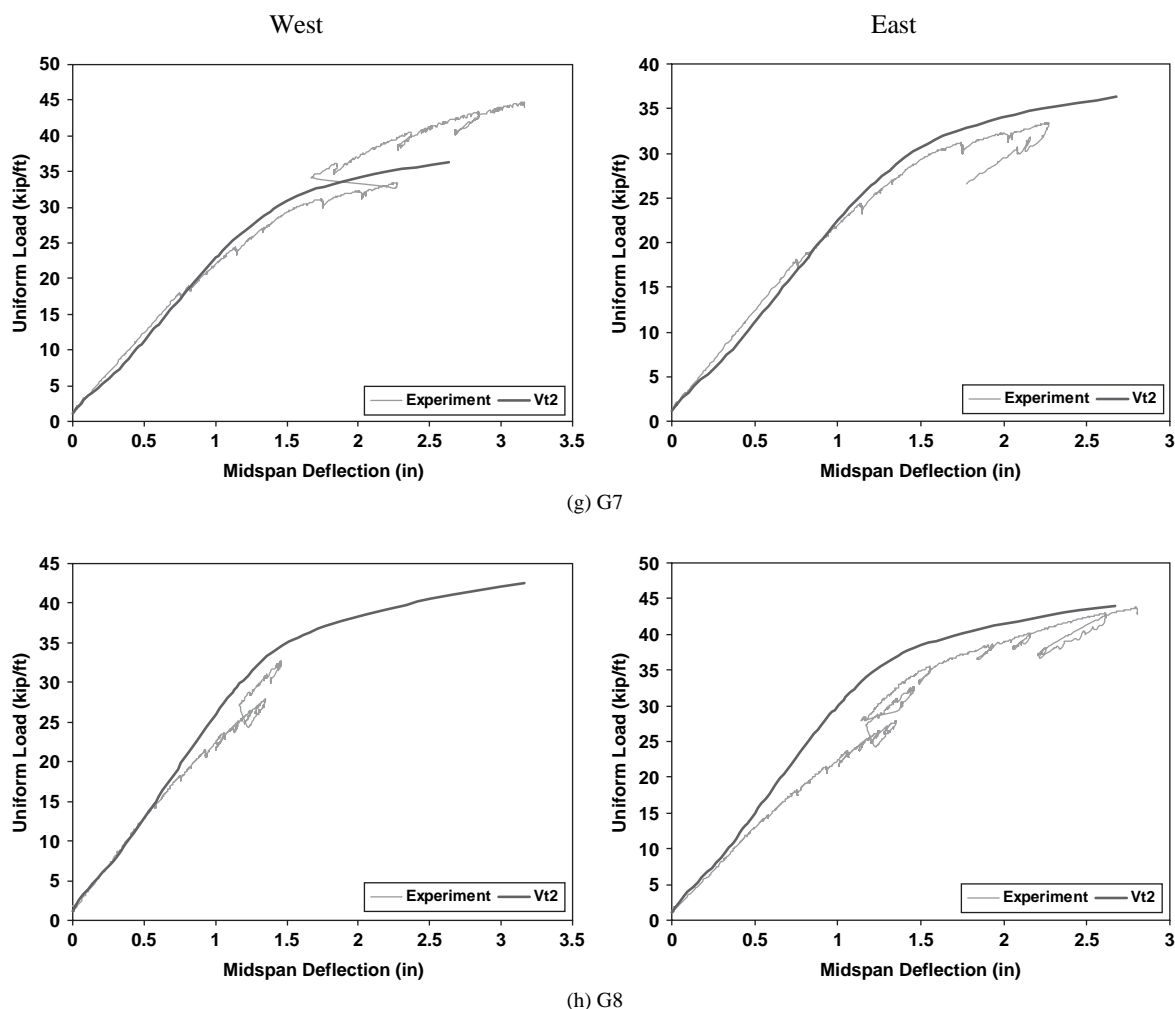 West
East
50
45
40
35
30
25
20
15
10
5
0
Uniform Load (kip/ft)
0 0.5 1 1.5 2 2.5 3 3.5
Midspan Deflection (in)
Experiment Vt2
40
35
30
25
20
15
10
5
0
Uniform Load (kip/ft)
0 0.5 1 1.5 2 2.5 3
Midspan Deflection (in)
Experiment Vt2
(g) G7
45
40
35
30
25
20
15
10
5
0
Uniform Load (kip/ft)
0 0.5 1 1.5 2 2.5 3 3.5
Midspan Deflection (in)
Experiment Vt2
50
45
40
35
30
25
20
15
10
5
0
Uniform Load (kip/ft)
0 0.5 1 1.5 2 2.5 3
Midspan Deflection (in)
Experiment Vt2
(h) G8